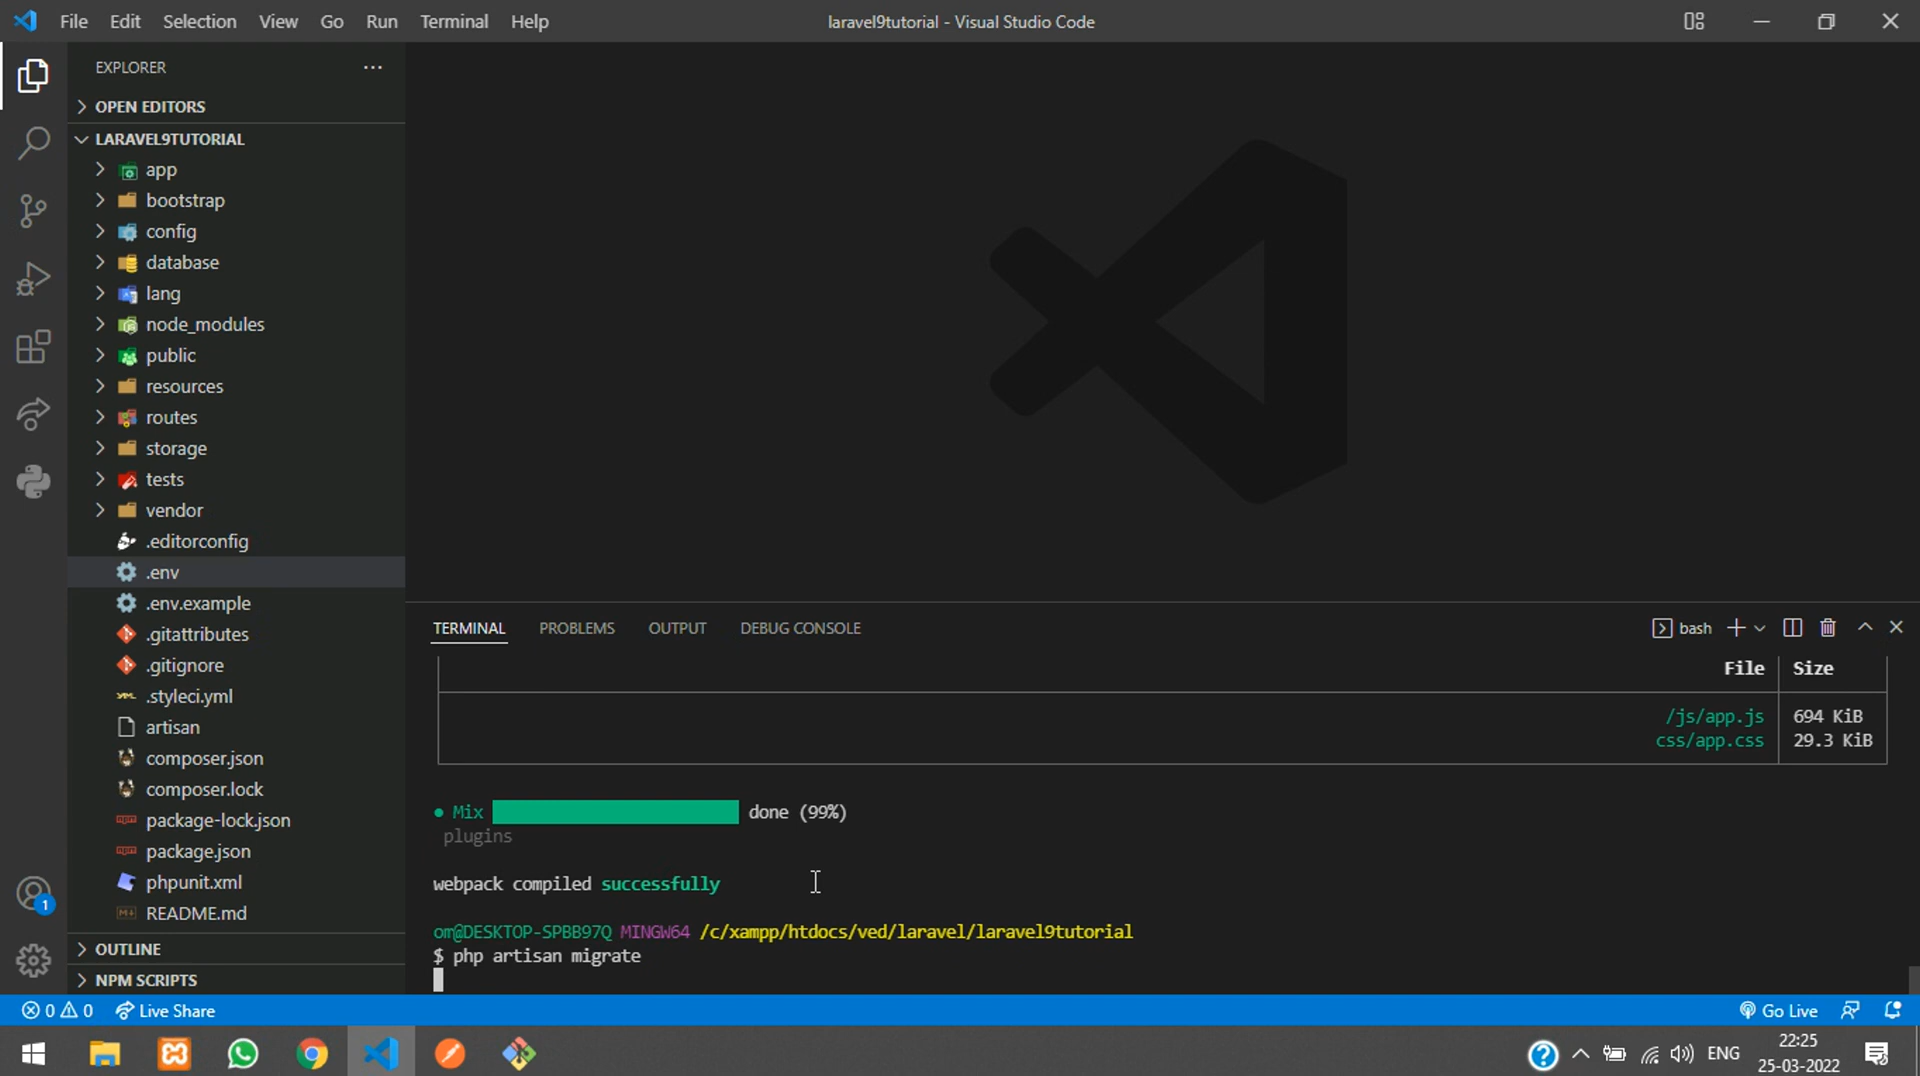 File Edit Selection View Go Run Terminal Help
laravel9tutorial - Visual Studio Code
EXPLORER
OPEN EDITORS
LARAVEL9TUTORIAL
app
bootstrap
config
database
lang
node_modules
public
resources
routes
storage
tests
vendor
.editorconfig
.env
.env.example
.gitattributes
.gitignore
.styleci.yml
artisan
composer.json
composer.lock
package-lock.json
package.json
phpunit.xml
README.md
OUTLINE
NPM SCRIPTS
TERMINAL PROBLEMS OUTPUT DEBUG CONSOLE
bash
File Size
/js/app.js 694 KiB
css/app.css 29.3 KiB
● Mix done (99%)
plugins
webpack compiled successfully
om@DESKTOP-SPBB97Q MINGW64 /c/xampp/htdocs/ved/laravel/laravel9tutorial
$ php artisan migrate
1
0 0 Live Share
Go Live
ENG
22:25
25-03-2022